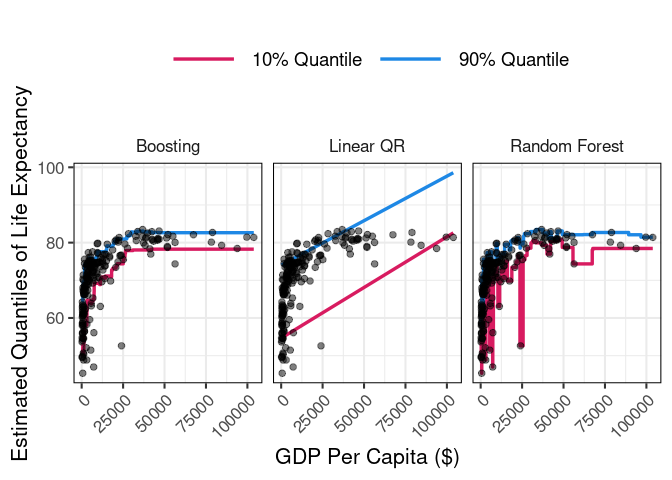 10% Quantile 90% Quantile
Estimated Quantiles of Life Expectancy
Boosting Linear QR Random Forest
100
80
60
0 25000 50000 75000 100000 0 25000 50000 75000 100000 0 25000 50000 75000 100000
GDP Per Capita ($)